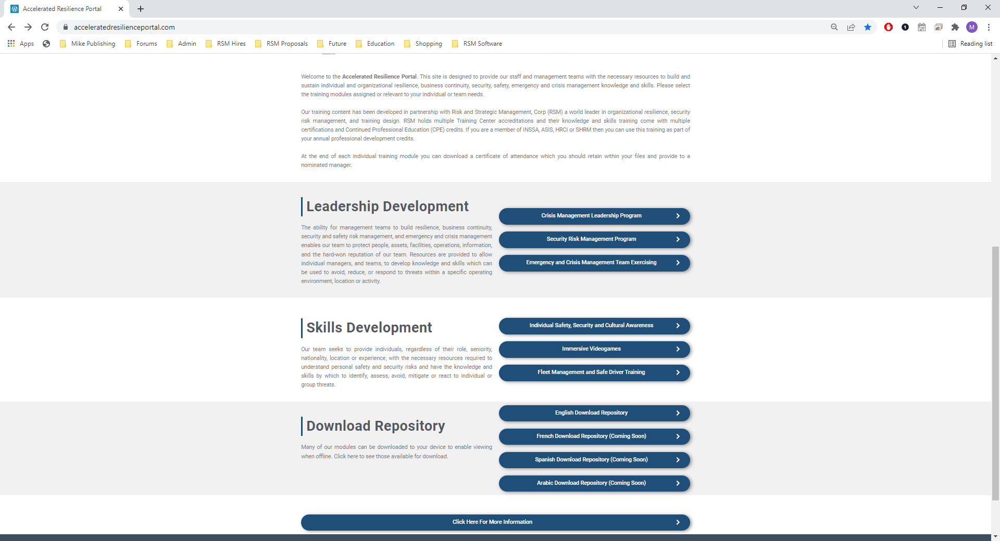 Accelerated Resilience Portal
acceleratedresilienceportal.com
M
Apps
Mike Publishing
Forums
Admin
RSM Hires
RSM Proposals
Future
Education
Shopping
RSM Software
Reading list
Welcome to the Accelerated Resilience Portal. This site is designed to provide our staff and management teams with the necessary resources to build and
sustain individual and organizational resilience, business continuity, security, safety, emergency and crisis management knowledge and skills. Please select
the training modules assigned or relevant to your individual or team needs.
Our training content has been developed in partnership with Risk and Strategic Management, Corp (RSM) a world leader in organizational resilience, security
risk management, and training design. RSM holds multiple Training Center accreditations and their knowledge and skills training come with multiple
certifications and Continued Professional Education (CPE) credits. If you are a member of INSSA, ASIS, HRCI or SHRM then you can use this training as part of
your annual professional development credits.
At the end of each individual training module you can download a certificate of attendance which you should retain within your files and provide to a
nominated manager.
Leadership Development
The ability for management teams to build resilience, business continuity,
security and safety risk management, and emergency and crisis management
enables our team to protect people, assets, facilities, operations, information,
and the hard-won reputation of our team. Resources are provided to allow
individual managers, and teams, to develop knowledge and skills which can
be used to avoid, reduce, or respond to threats within a specific operating
environment, location or activity.
Crisis Management Leadership Program
Security Risk Management Program
Emergency and Crisis Management Team Exercising
Skills Development
Our team seeks to provide individuals, regardless of their role, seniority,
nationality, location or experience, with the necessary resources required to
understand personal safety and security risks and have the knowledge and
skills by which to identify, assess, avoid, mitigate or react to individual or
group threats.
Individual Safety, Security and Cultural Awareness
Immersive Videogames
Fleet Management and Safe Driver Training
Download Repository
Many of our modules can be downloaded to your device to enable viewing
when offline. Click here to see those available for download.
English Download Repository
French Download Repository (Coming Soon)
Spanish Download Repository (Coming Soon)
Arabic Download Repository (Coming Soon)
Click Here For More Information